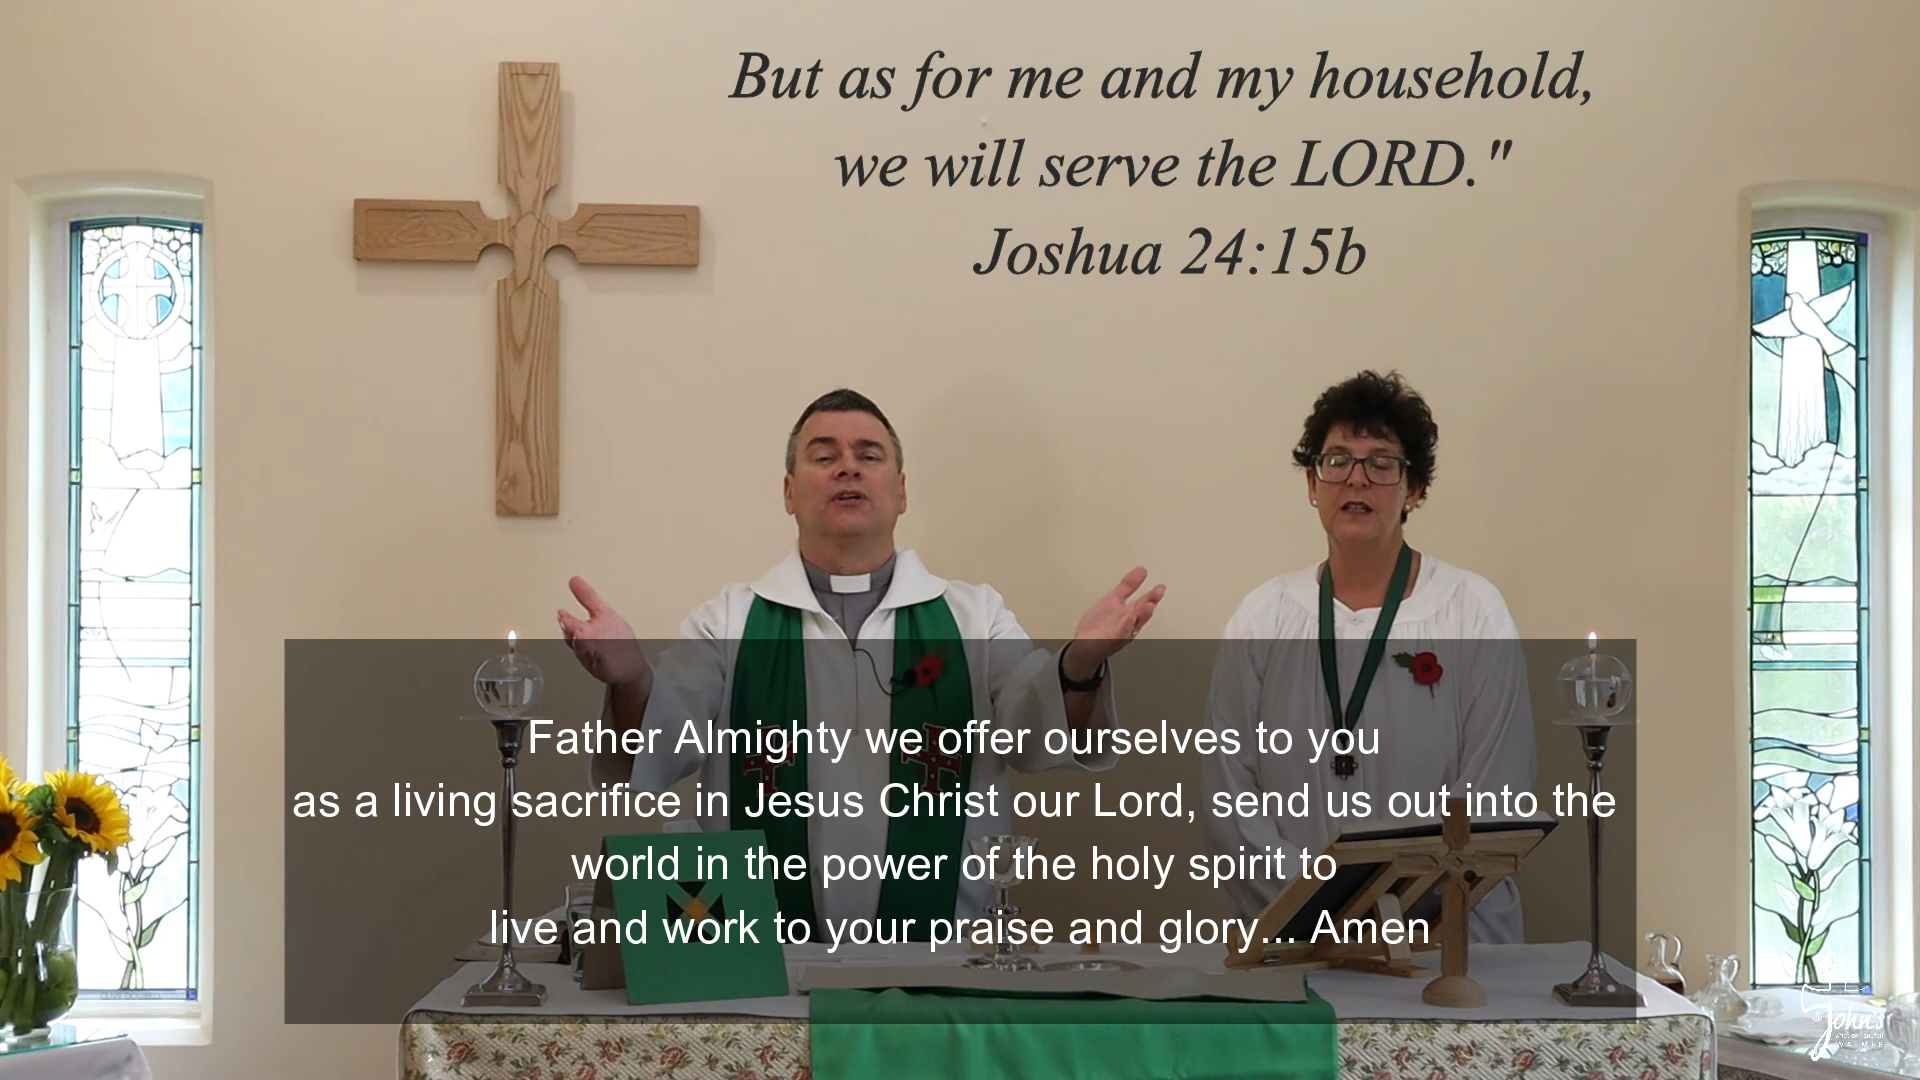 But as for me and my household,
we will serve the LORD."
Joshua 24:15b
Father Almighty we offer ourselves to you
as a living sacrifice in Jesus Christ our Lord, send us out into the
world in the power of the holy spirit to
live and work to your praise and glory... Amen
St John's